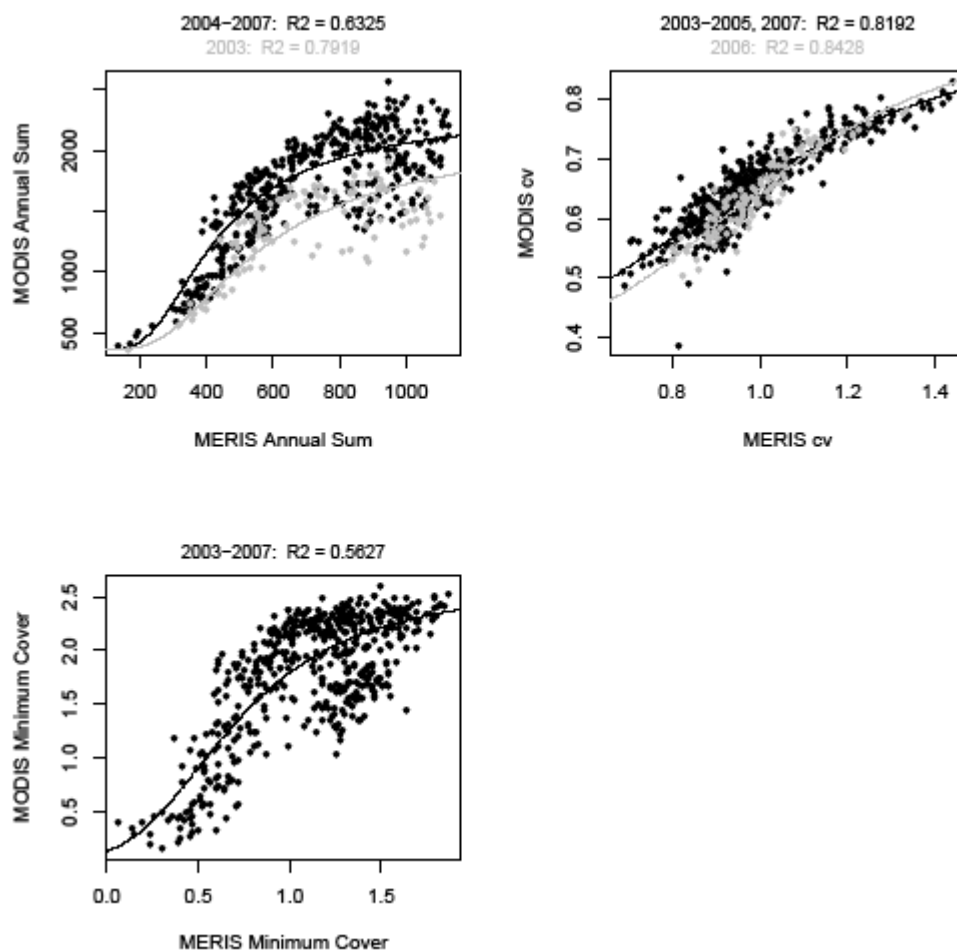 2004−2007: R2 = 0.6325
2003: R2 = 0.7919
MODIS Annual Sum
500
1000
2000
200
400
600
800
1000
MERIS Annual Sum
2003−2005, 2007: R2 = 0.8192
2006: R2 = 0.8428
MODIS cv
0.4
0.5
0.6
0.7
0.8
0.8
1.0
1.2
1.4
MERIS cv
2003−2007: R2 = 0.5627
MODIS Minimum Cover
0.5
1.0
1.5
2.0
2.5
0.0
0.5
1.0
1.5
MERIS Minimum Cover